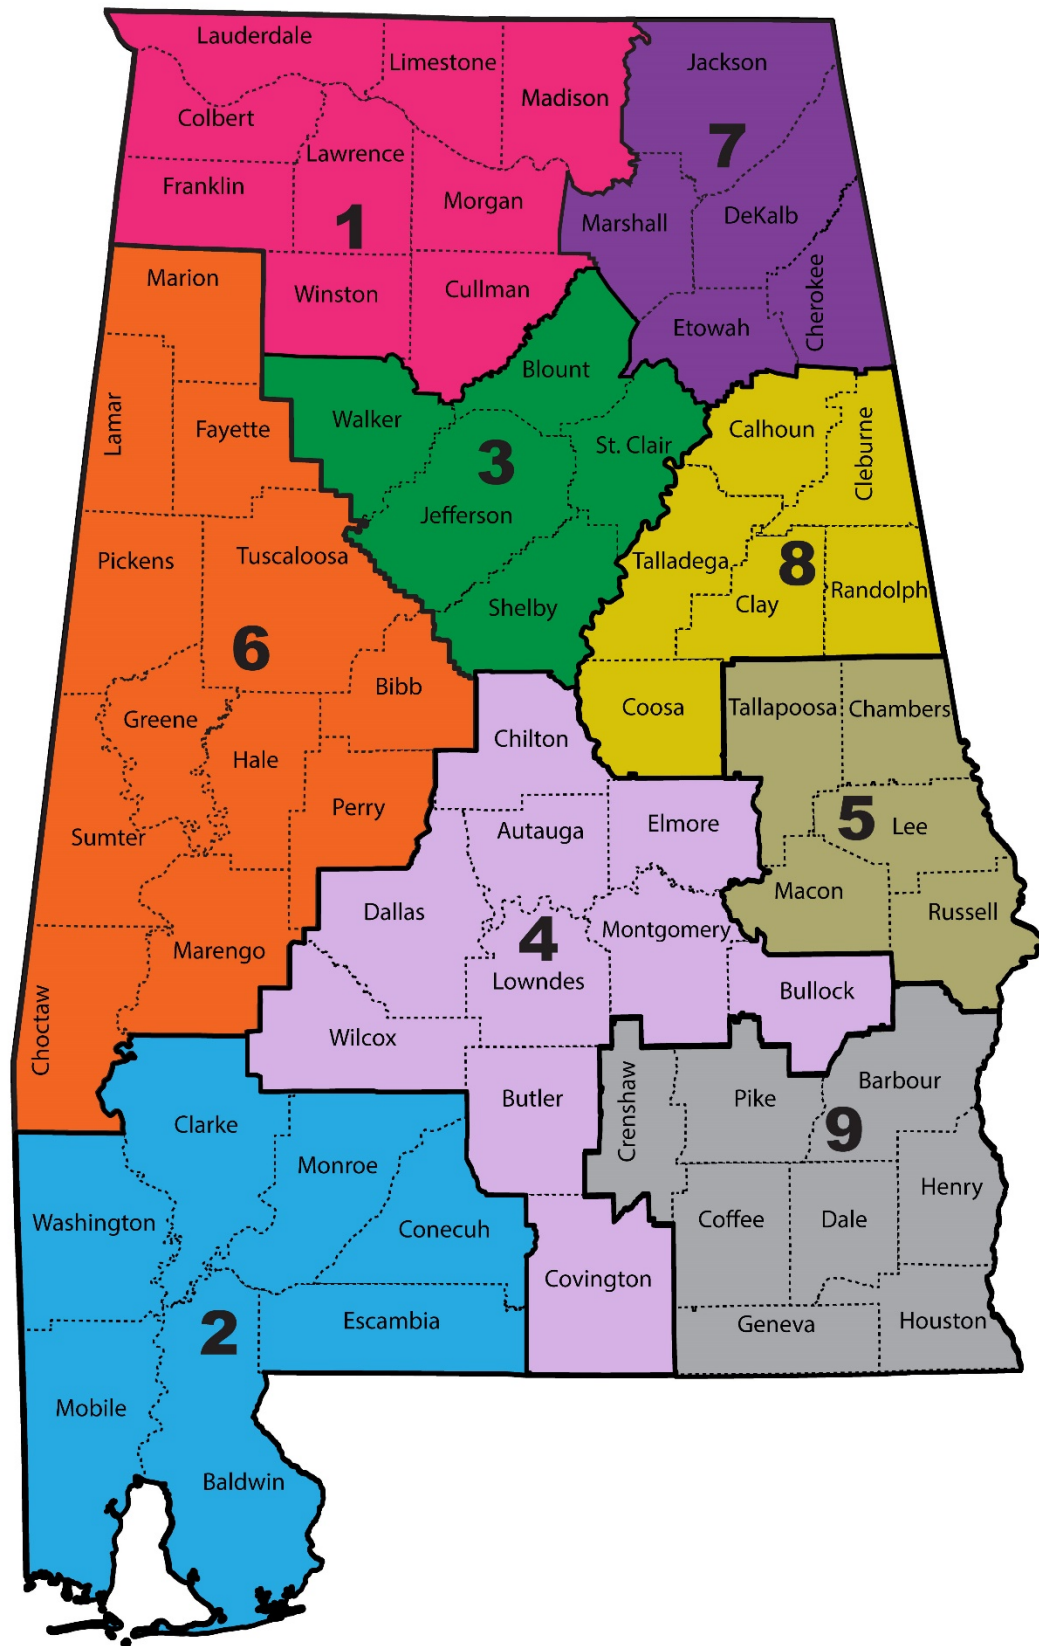 Lauderdale
Limestone
Jackson
Madison
Colbert
7
Lawrence
Franklin
Morgan
1
Marshall
DeKalb
Marion
Winston
Cullman
Cherokee
Etowah
Blount
Lamar
Walker
Fayette
St. Clair
Calhoun
Cleburne
3
Jefferson
Pickens
Tuscaloosa
Talladega
8
Shelby
Clay
Randolph
6
Bibb
Greene
Coosa
Tallapoosa
Chambers
Hale
Chilton
Perry
Sumter
Autauga
Elmore
5
Lee
Macon
Dallas
4
Montgomery
Russell
Marengo
Lowndes
Bullock
Choctaw
Wilcox
Butler
Crenshaw
Pike
Barbour
Clarke
9
Monroe
Henry
Washington
Conecuh
Coffee
Dale
Covington
2
Escambia
Geneva
Houston
Mobile
Baldwin